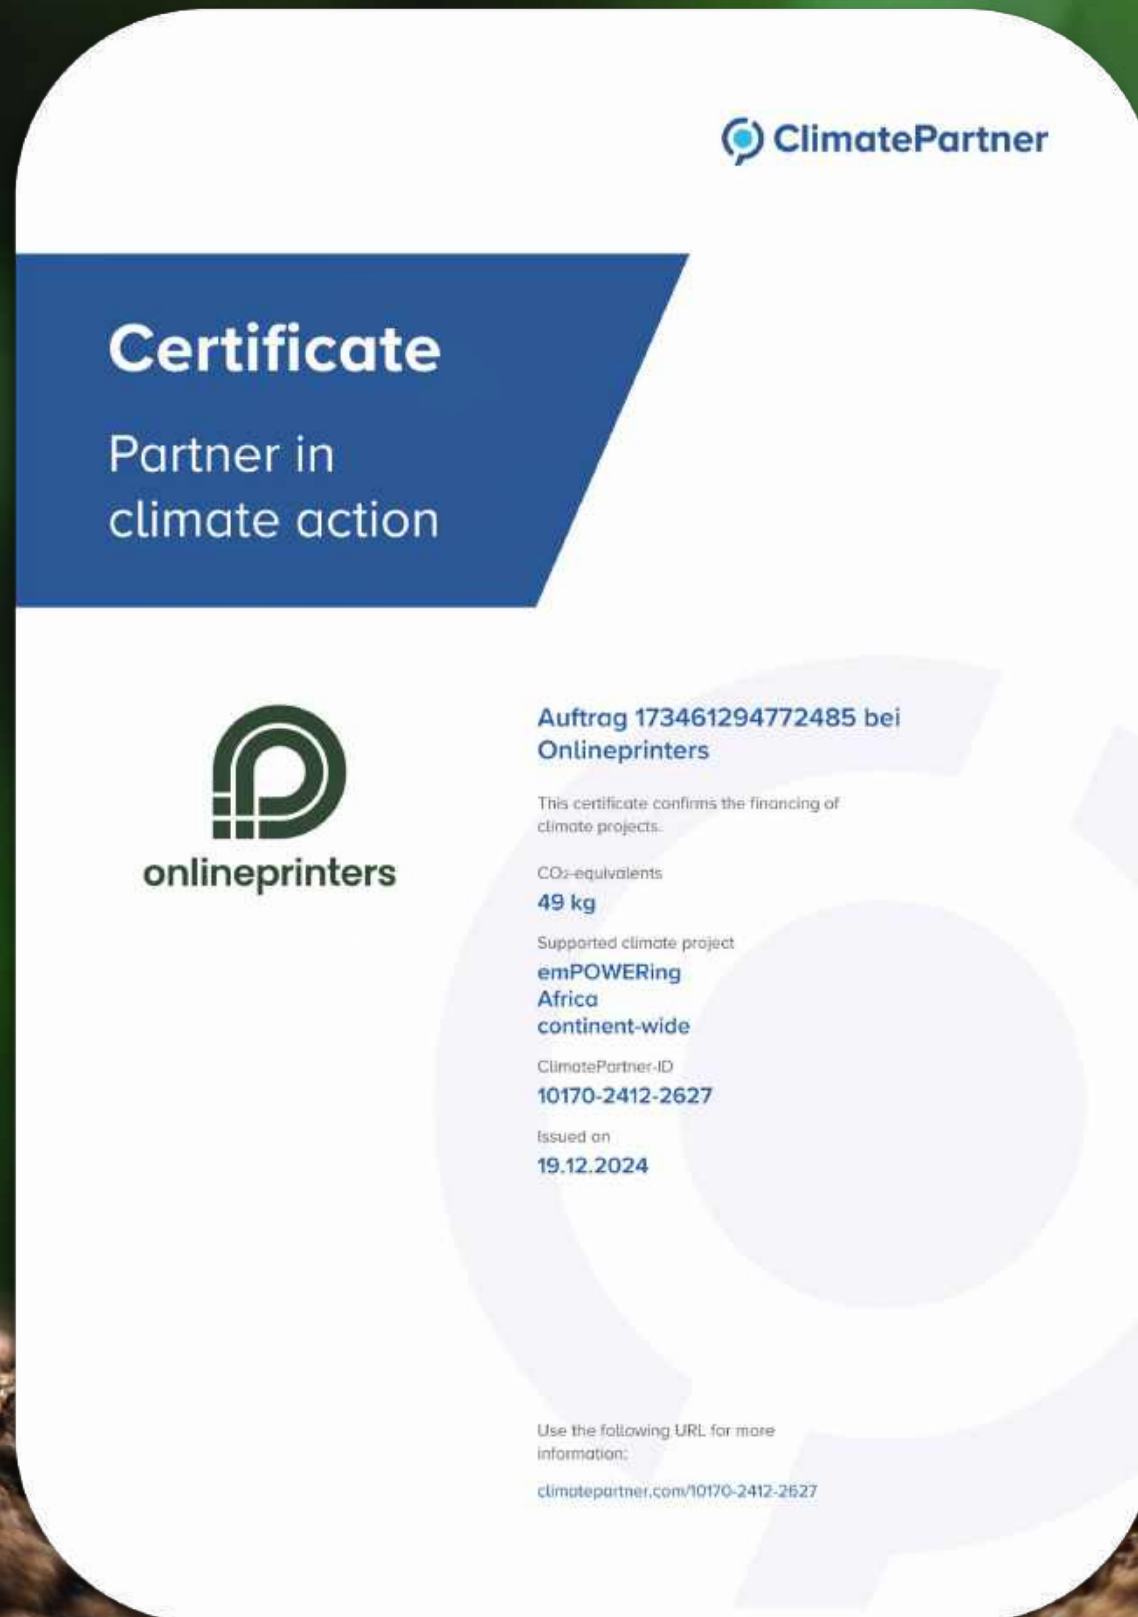 ClimatePartner
Certificate
Partner in
climate action
onlineprinters
Auftrag 173461294772485 bei
Onlineprinters
This certificate confirms the financing of
climate projects.
CO₂-equivalents
49 kg
Supported climate project
emPOWERing
Africa
continent-wide
ClimatePartner-ID
10170-2412-2627
Issued on
19.12.2024
Use the following URL for more
information:
climatepartner.com/10170-2412-2627